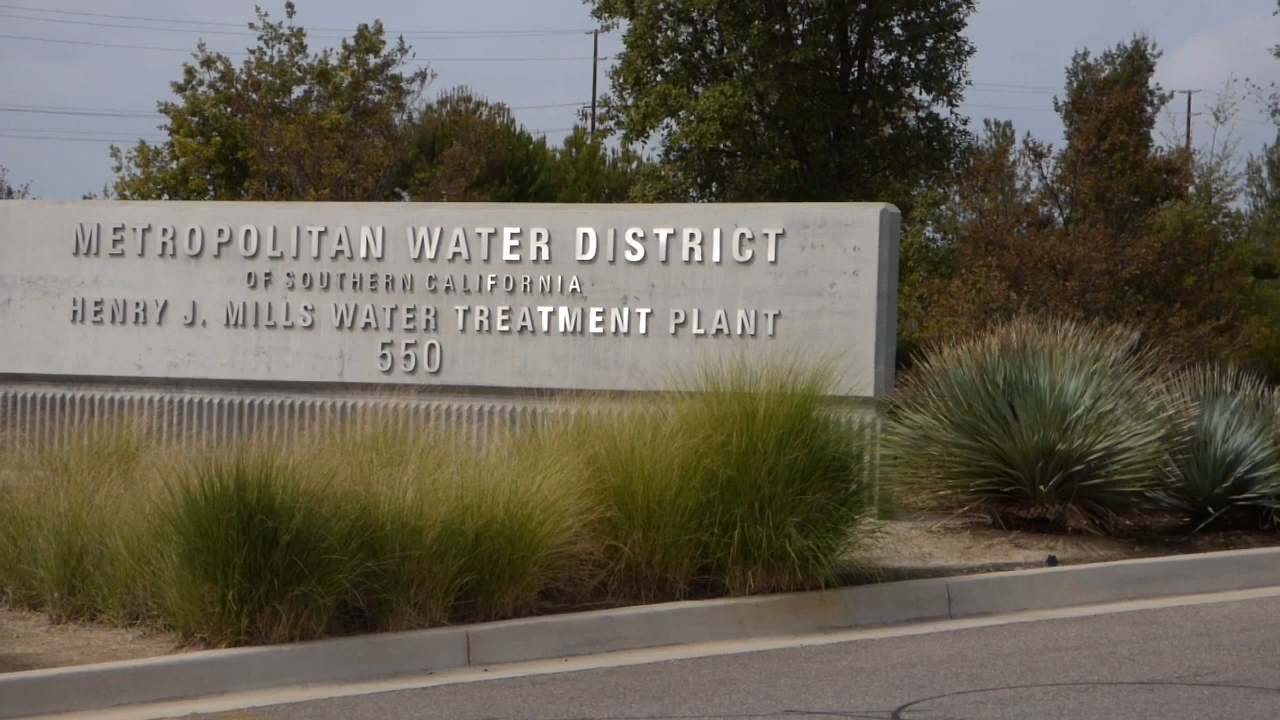 METROPOLITAN WATER DISTRICT
OF SOUTHERN CALIFORNIA
HENRY J. MILLS WATER TREATMENT PLANT
550